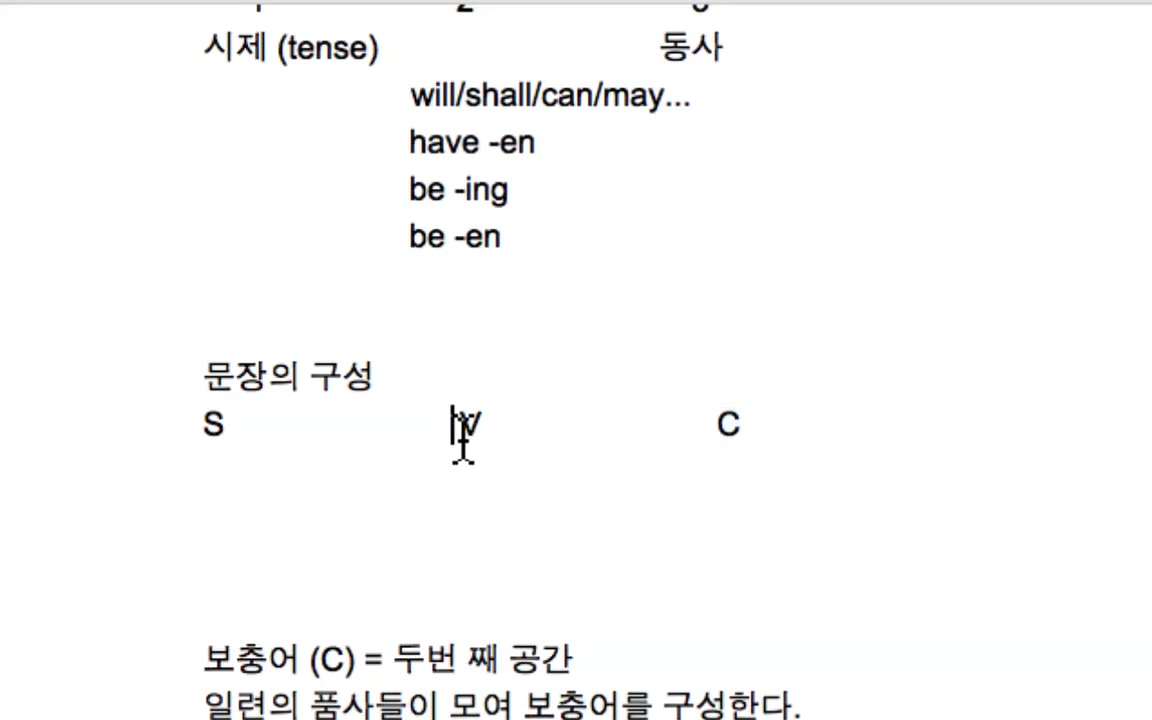 시제 (tense) 동사
will/shall/can/may...
have -en
be -ing
be -en
문장의 구성
S V C
보충어 (C) = 두번 째 공간
일련의 품사들이 모여 보충어를 구성한다.